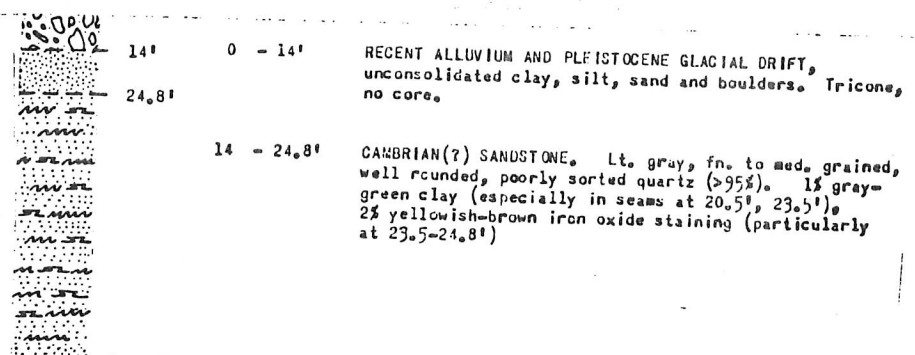 14' 0 - 14' RECENT ALLUVIUM AND PLEISTOCENE GLACIAL DRIFT,
unconsolidated clay, silt, sand and boulders. Tricone,
24.8' no core.
14 - 24.8' CAMBRIAN(?) SANDSTONE. Lt. gray, fn. to med. grained,
well rounded, poorly sorted quartz (>95%). 1% gray-
green clay (especially in seams at 20.5', 23.5'),
2% yellowish-brown iron oxide staining (particularly
at 23.5-24.8')